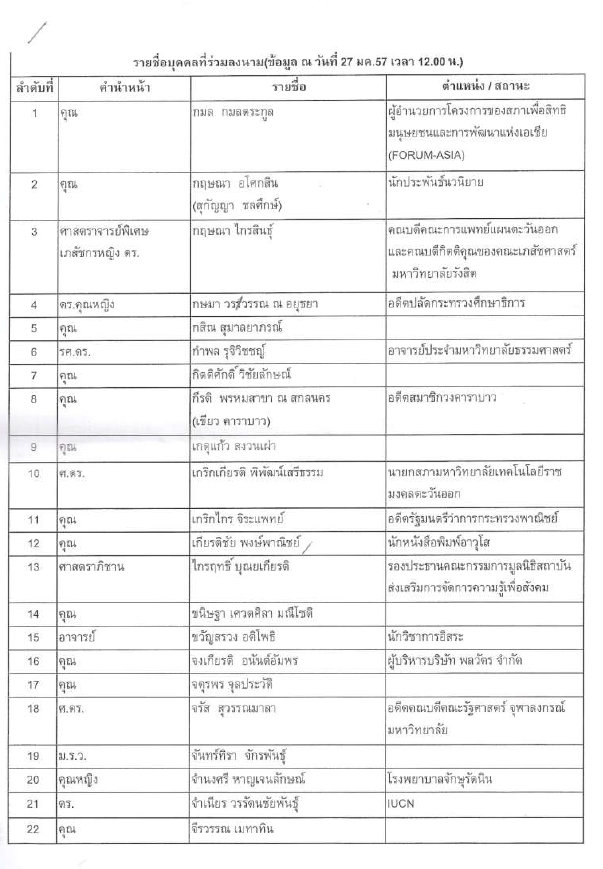 รายชื่อบุคคลที่ร่วมลงนาม(ข้อมูล ณ วันที่ 27 มค.57 เวลา 12.00 น.)
ลำดับที่ คำนำหน้า รายชื่อ ตำแหน่ง / สถานะ
1 คุณ กมล กมลตระกูล ผู้อำนวยการโครงการของสภาเพื่อสิทธิ
มนุษยชนและการพัฒนาแห่งเอเชีย
(FORUM-ASIA)
2 คุณ กฤษณา อโศกสิน นักประพันธ์นวนิยาย
(สุกัญญา ชลศึกษ์)
3 ศาสตราจารย์พิเศษ กฤษณา ไกรสินธุ์ คณบดีคณะการแพทย์แผนตะวันออก
เภสัชกรหญิง ดร. และคณบดีกิตติคุณของคณะเภสัชศาสตร์
มหาวิทยาลัยรังสิต
4 ดร.คุณหญิง กษมา วรวรรณ ณ อยุธยา อดีตปลัดกระทรวงศึกษาธิการ
5 คุณ กสิณ สุมาลยาภรณ์
6 รศ.ดร. กำพล รุจิวิชชญ์ อาจารย์ประจำมหาวิทยาลัยธรรมศาสตร์
7 คุณ กิตติศักดิ์ วิชัยลักษณ์
8 คุณ กีรติ พรหมสาขา ณ สกลนคร อดีตสมาชิกวงคาราบาว
(เขียว คาราบาว)
9 คุณ เกตุแก้ว สงวนเผ่า
10 ศ.ดร. เกริกเกียรติ พิพัฒน์เสรีธรรม นายกสภามหาวิทยาลัยเทคโนโลยีราช
มงคลตะวันออก
11 คุณ เกริกไกร จิระแพทย์ อดีตรัฐมนตรีว่าการกระทรวงพาณิชย์
12 คุณ เกียรติชัย พงษ์พาณิชย์ นักหนังสือพิมพ์อาวุโส
13 ศาสตราภิชาน ไกรฤทธิ์ บุณยเกียรติ รองประธานคณะกรรมการมูลนิธิสถาบัน
ส่งเสริมการจัดการความรู้เพื่อสังคม
14 คุณ ขนิษฐา เศวตศิลา มณีโชติ
15 อาจารย์ ขวัญสรวง อติโพธิ นักวิชาการอิสระ
16 คุณ จงเกียรติ อนันต์อัมพร ผู้บริหารบริษัท พลวัตร จำกัด
17 คุณ จตุรพร จุลประวัติ
18 ศ.ดร. จรัส สุวรรณมาลา อดีตคณบดีคณะรัฐศาสตร์ จุฬาลงกรณ์
มหาวิทยาลัย
19 ม.ร.ว. จันทร์ทิรา จักรพันธุ์
20 คุณหญิง จำนงศรี หาญเจนลักษณ์ โรงพยาบาลจักษุรัตนิน
21 ดร. จำเนียร วรรัตนชัยพันธุ์ IUCN
22 คุณ จีรวรรณ เมทาทิน